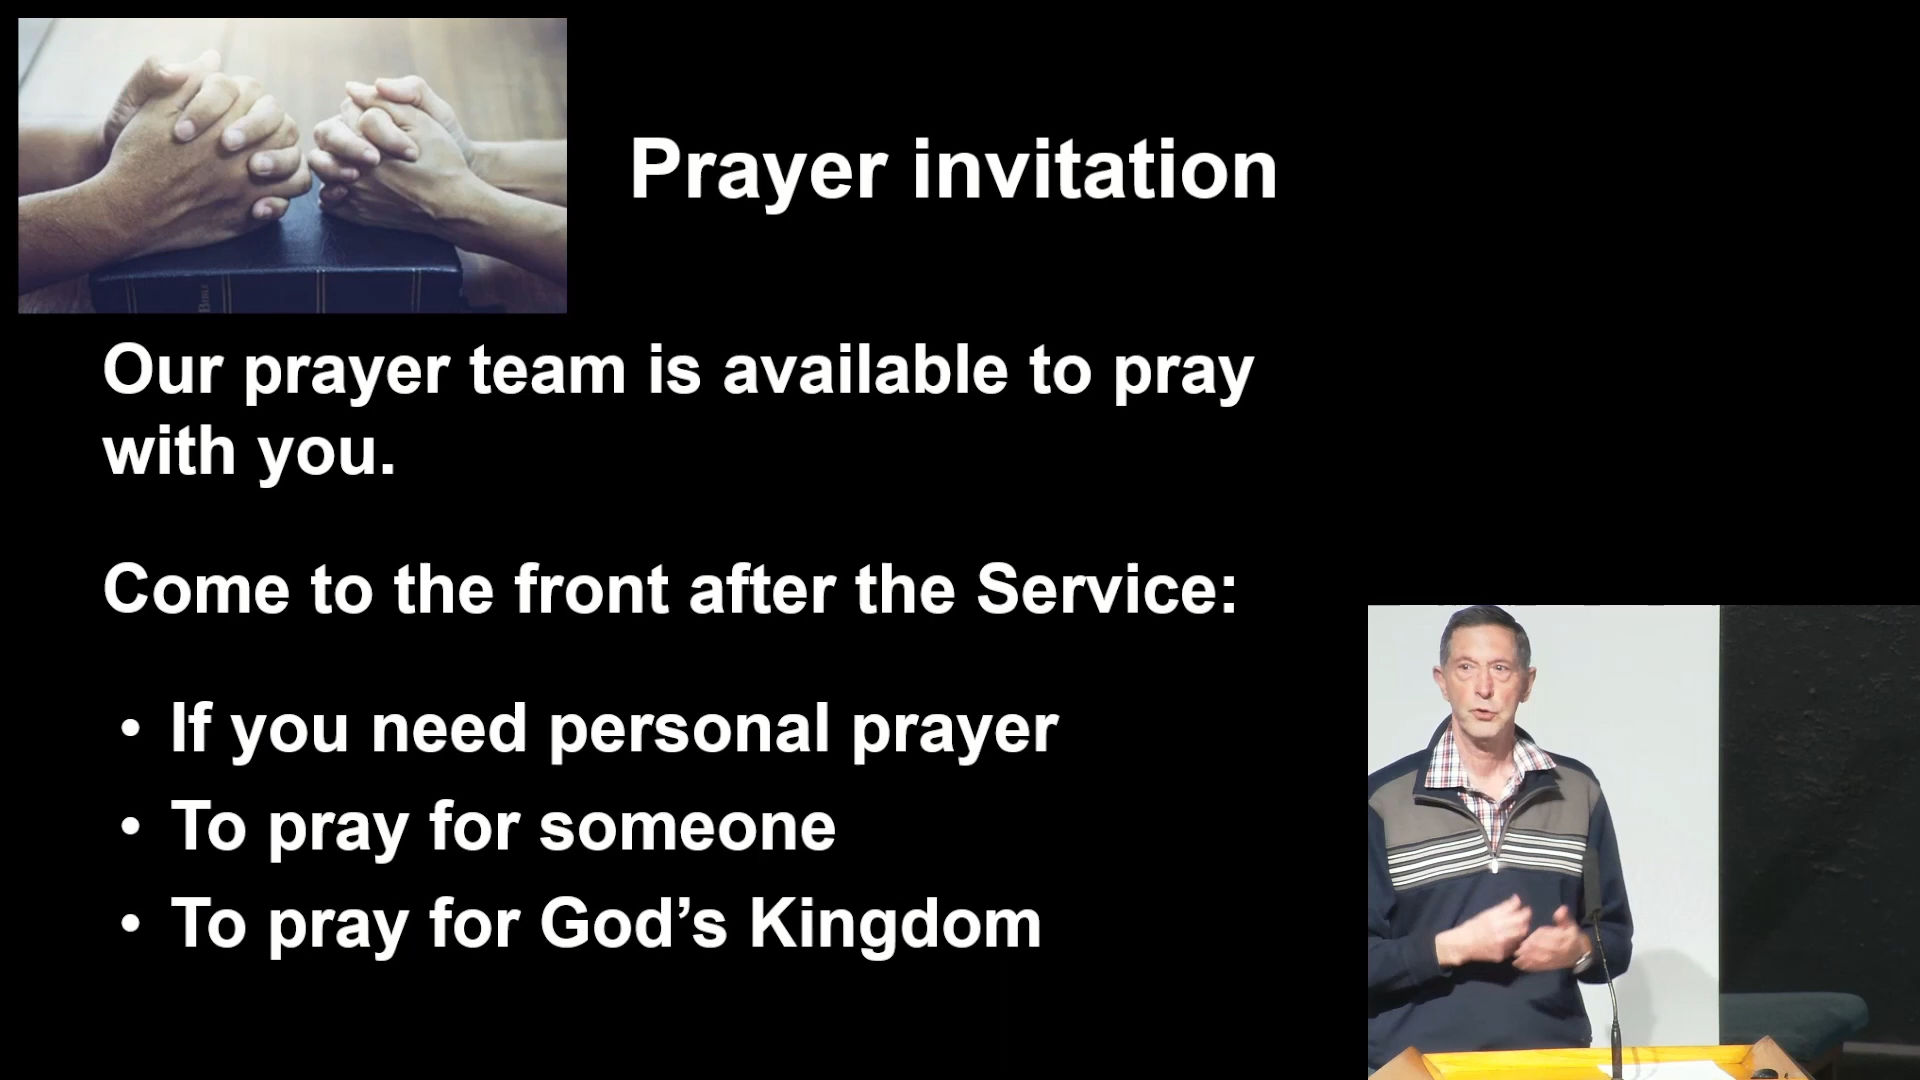 Prayer invitation
Our prayer team is available to pray
with you.
Come to the front after the Service:
• If you need personal prayer
• To pray for someone
• To pray for God’s Kingdom
BIBLE